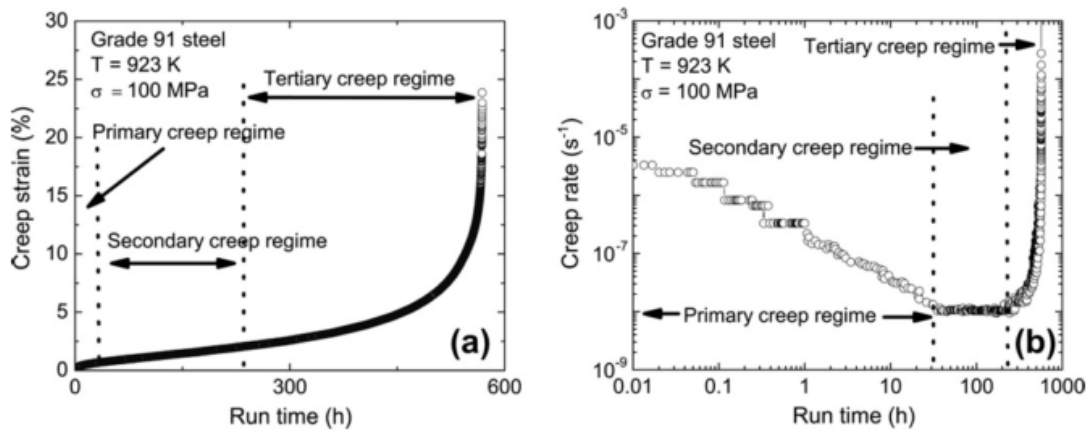 30
25
20
15
10
5
0
Creep strain (%)
Grade 91 steel
T = 923 K
σ = 100 MPa
Tertiary creep regime
Primary creep regime
Secondary creep regime
(a)
0 300 600
Run time (h)
10⁻³
10⁻⁵
10⁻⁷
10⁻⁹
Creep rate (s⁻¹)
Grade 91 steel
T = 923 K
σ = 100 MPa
Tertiary creep regime
Secondary creep regime
Primary creep regime
(b)
0.01 0.1 1 10 100 1000
Run time (h)